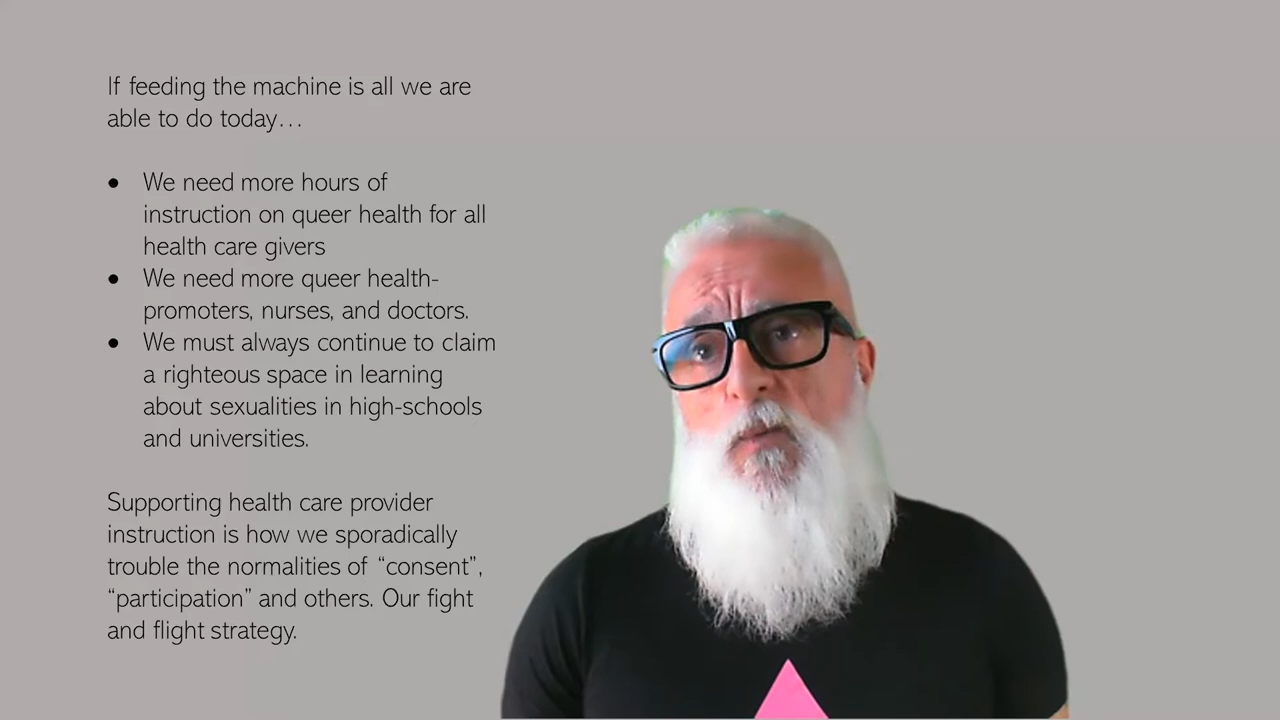 If feeding the machine is all we are
able to do today…
● We need more hours of
instruction on queer health for all
health care givers
● We need more queer health-
promoters, nurses, and doctors.
● We must always continue to claim
a righteous space in learning
about sexualities in high-schools
and universities.
Supporting health care provider
instruction is how we sporadically
trouble the normalities of “consent”,
“participation” and others. Our fight
and flight strategy.